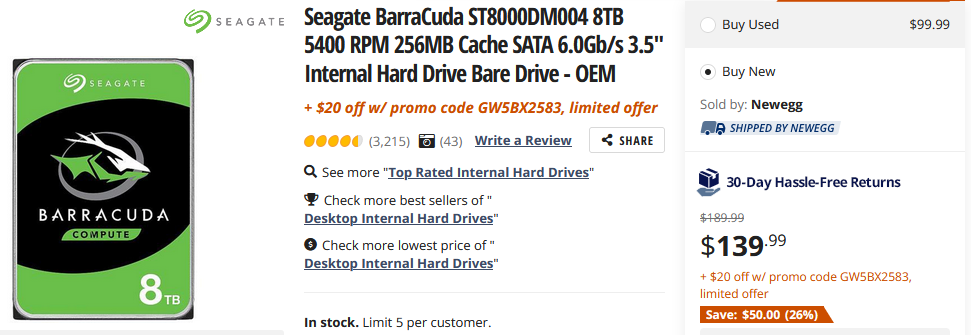 SEAGATE
SEAGATE
BARRACUDA
COMPUTE
8TB
Seagate BarraCuda ST8000DM004 8TB
5400 RPM 256MB Cache SATA 6.0Gb/s 3.5"
Internal Hard Drive Bare Drive - OEM
+ $20 off w/ promo code GW5BX2583, limited offer
(3,215) (43) Write a Review SHARE
See more "Top Rated Internal Hard Drives"
Check more best sellers of "
Desktop Internal Hard Drives"
Check more lowest price of "
Desktop Internal Hard Drives"
In stock. Limit 5 per customer.
Buy Used $99.99
Buy New
Sold by: Newegg
SHIPPED BY NEWEGG
30-Day Hassle-Free Returns
$189.99
$139.99
+ $20 off w/ promo code GW5BX2583,
limited offer
Save: $50.00 (26%)